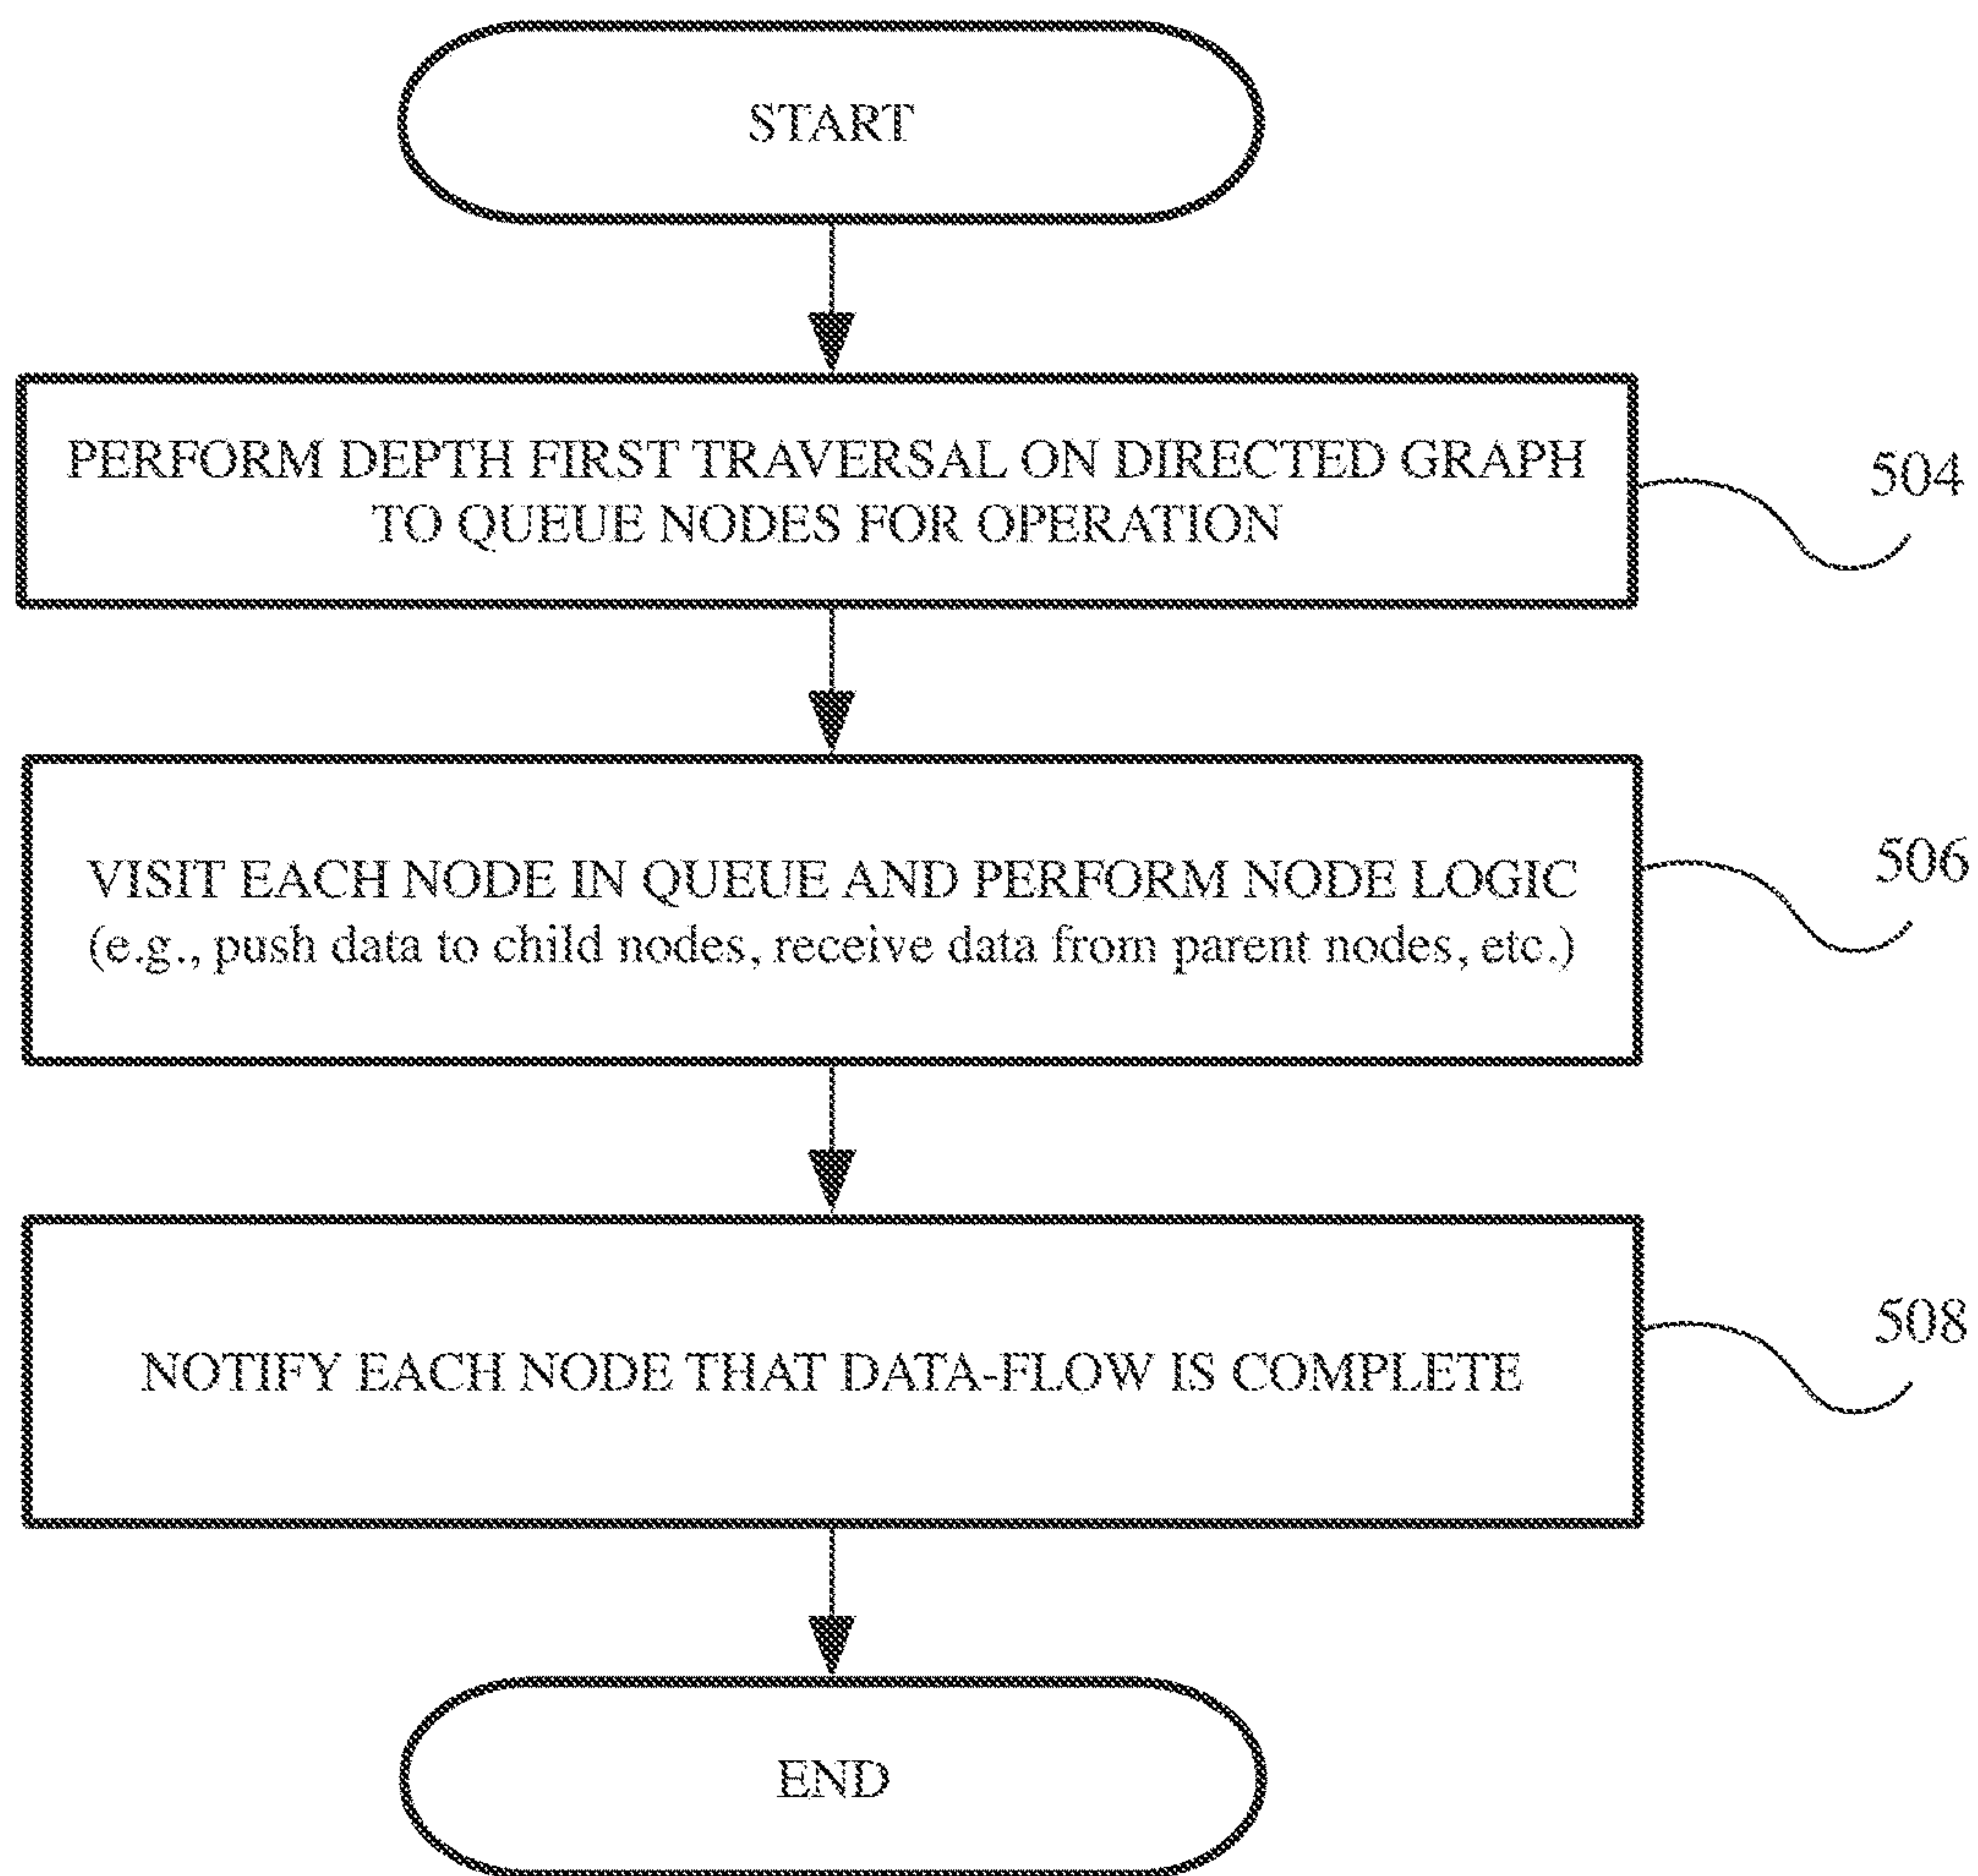 START
PERFORM DEPTH FIRST TRAVERSAL ON DIRECTED GRAPH
TO QUEUE NODES FOR OPERATION
504
VISIT EACH NODE IN QUEUE AND PERFORM NODE LOGIC
(e.g., push data to child nodes, receive data from parent nodes, etc.)
506
NOTIFY EACH NODE THAT DATA-FLOW IS COMPLETE
508
END